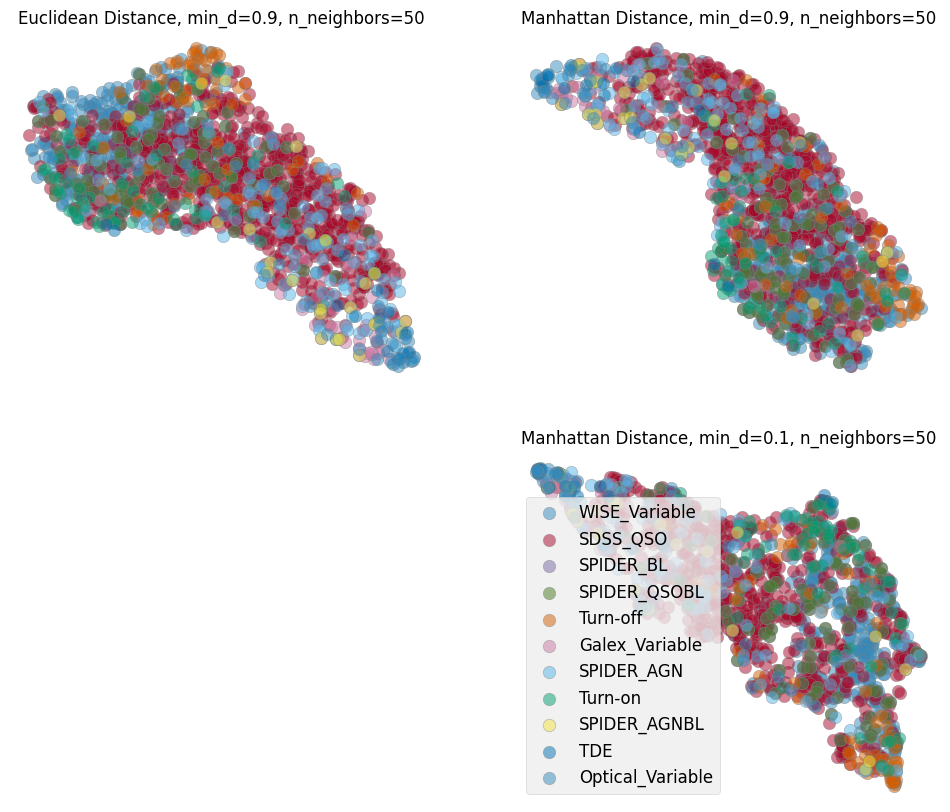 Euclidean Distance, min_d=0.9, n_neighbors=50
Manhattan Distance, min_d=0.9, n_neighbors=50
Manhattan Distance, min_d=0.1, n_neighbors=50
WISE_Variable
SDSS_QSO
SPIDER_BL
SPIDER_QSOBL
Turn-off
Galex_Variable
SPIDER_AGN
Turn-on
SPIDER_AGNBL
TDE
Optical_Variable